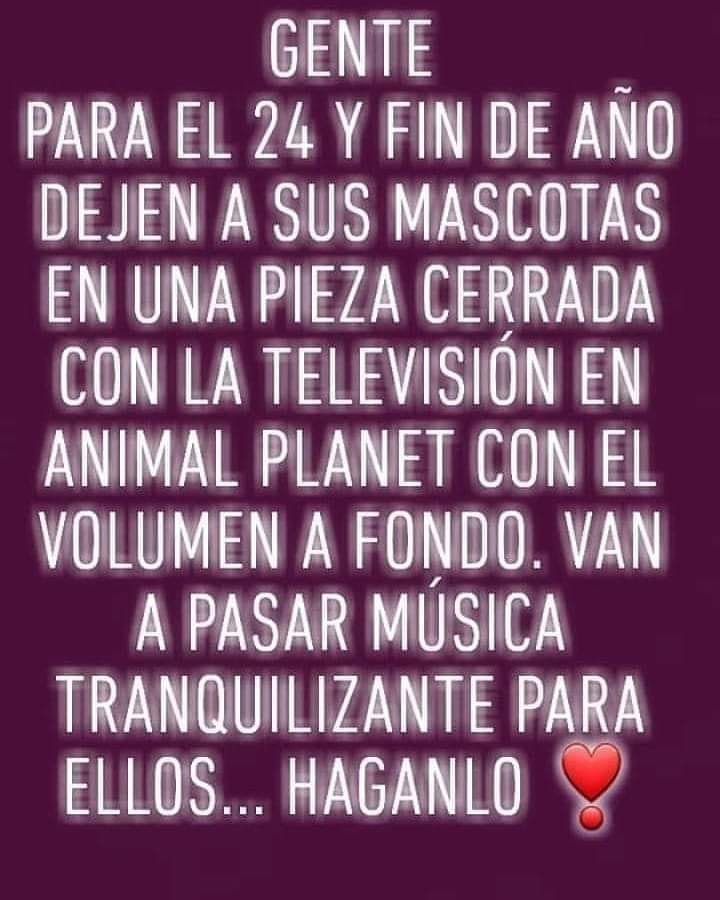 GENTE
PARA EL 24 Y FIN DE AÑO
DEJEN A SUS MASCOTAS
EN UNA PIEZA CERRADA
CON LA TELEVISIÓN EN
ANIMAL PLANET CON EL
VOLUMEN A FONDO. VAN
A PASAR MÚSICA
TRANQUILIZANTE PARA
ELLOS... HAGANLO ❣️